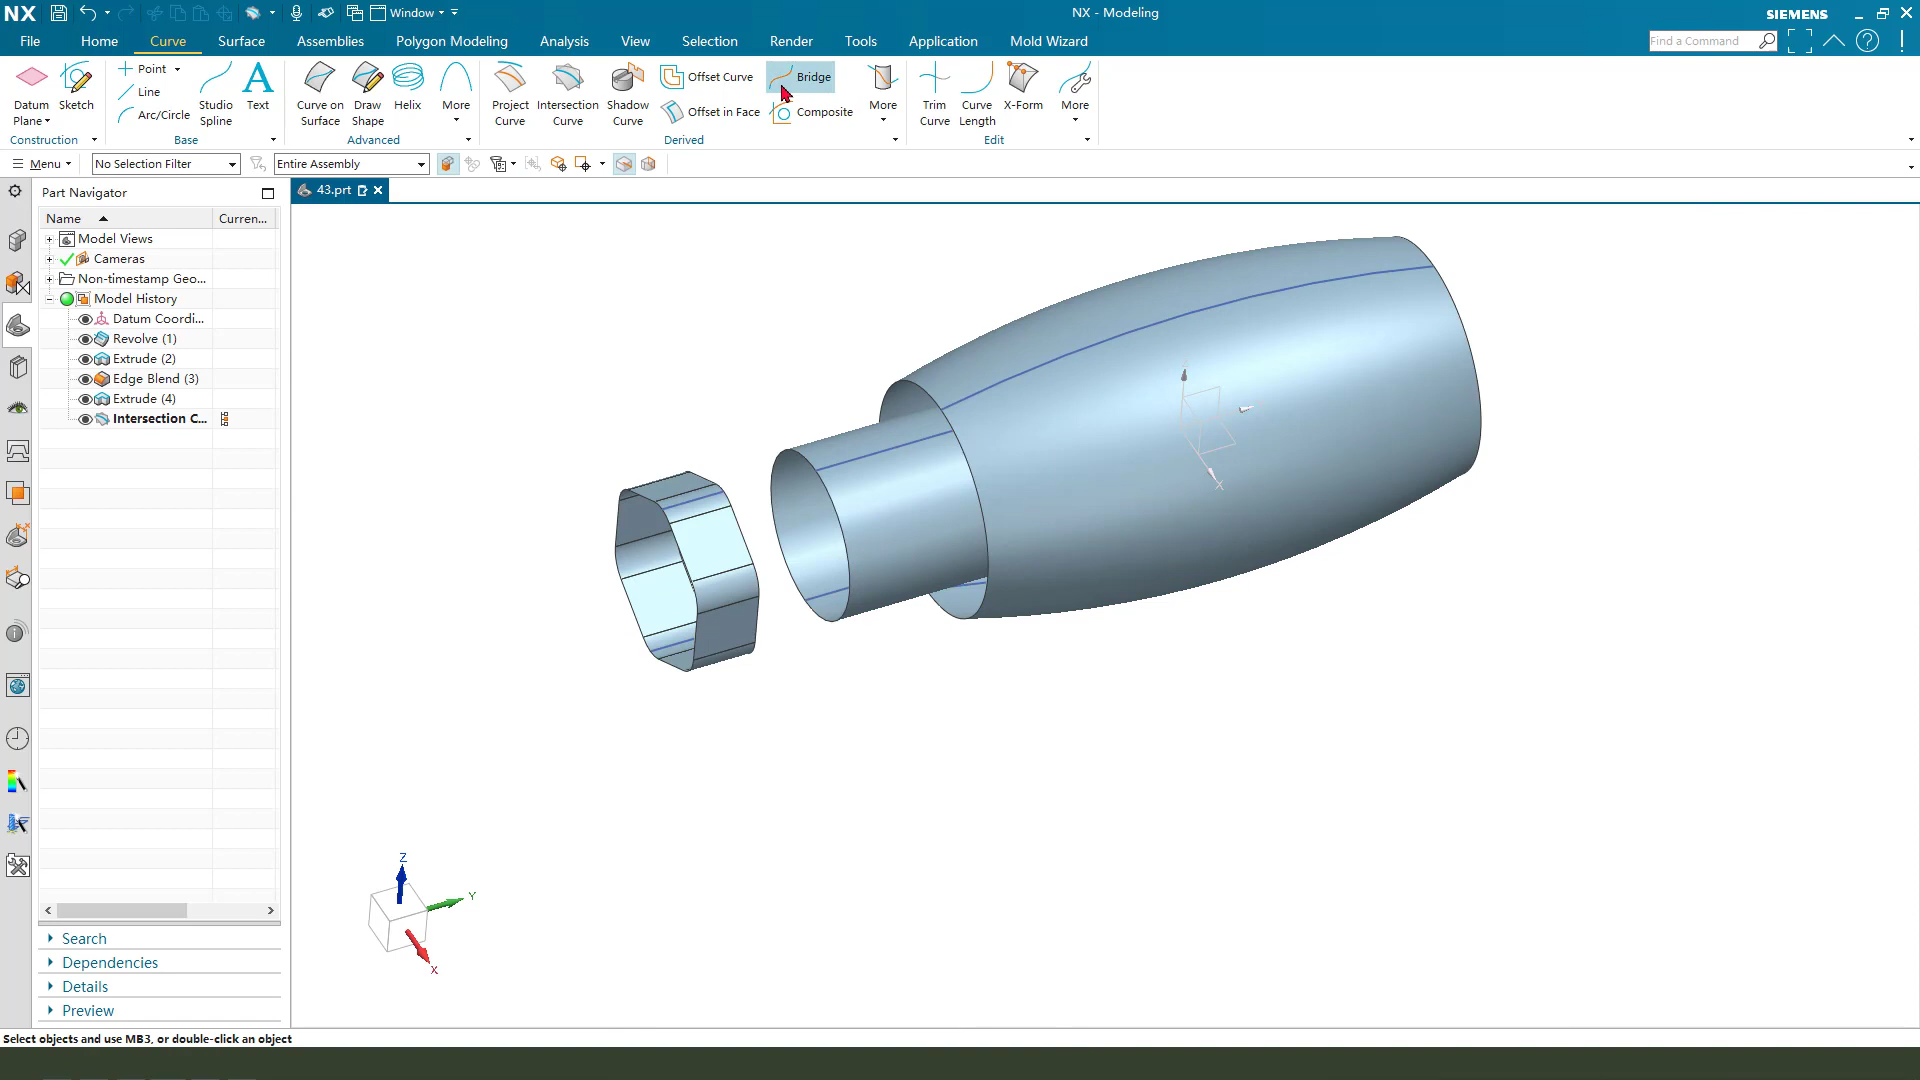 NX
Window
NX - Modeling
SIEMENS
File
Home
Curve
Surface
Assemblies
Polygon Modeling
Analysis
View
Selection
Render
Tools
Application
Mold Wizard
Find a Command
Datum
Plane
Sketch
Point
Line
Arc/Circle
Studio
Spline
Text
Curve on
Surface
Draw
Shape
Helix
More
Project
Curve
Intersection
Curve
Shadow
Curve
Offset Curve
Offset in Face
Bridge
Composite
More
Trim
Curve
Curve
Length
X-Form
More
Construction
Base
Advanced
Derived
Edit
Menu
No Selection Filter
Entire Assembly
Part Navigator
43.prt
Name
Curren...
Model Views
Cameras
Non-timestamp Geo...
Model History
Datum Coordi...
Revolve (1)
Extrude (2)
Edge Blend (3)
Extrude (4)
Intersection C...
X
Z
Y
X
Search
Dependencies
Details
Preview
Select objects and use MB3, or double-click an object